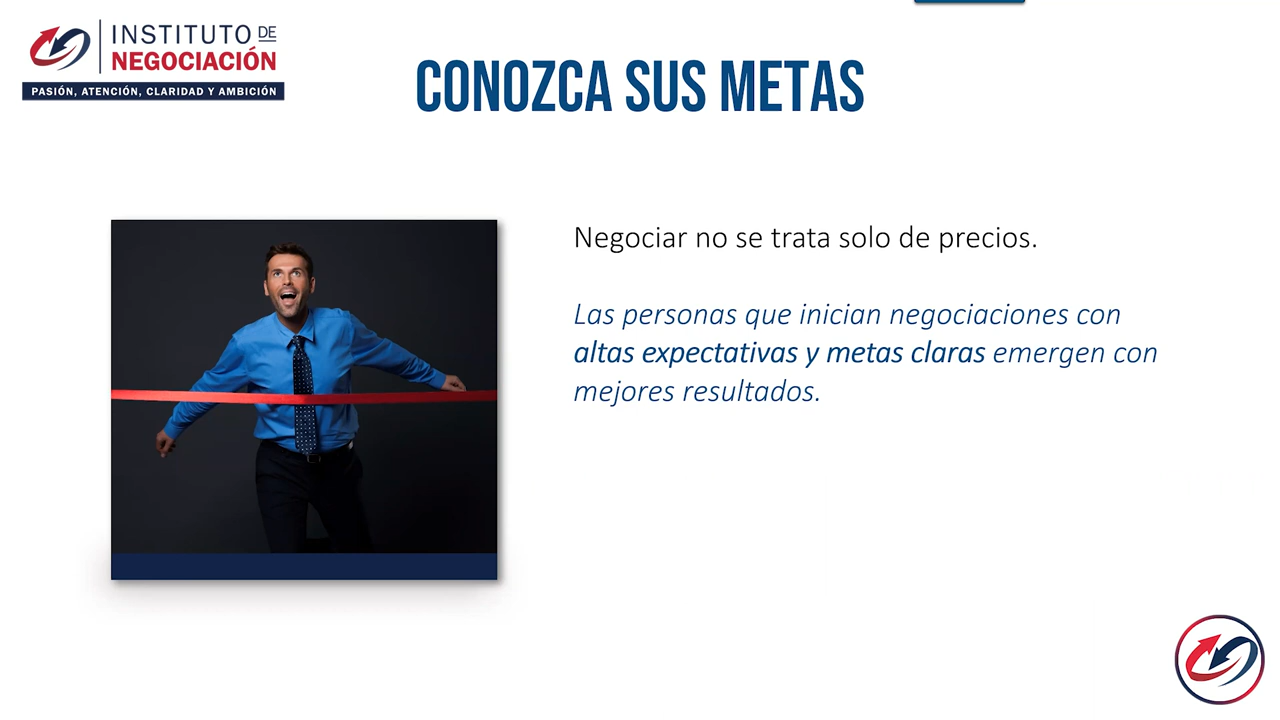 INSTITUTO DE
NEGOCIACIÓN
PASIÓN, ATENCIÓN, CLARIDAD Y AMBICIÓN
CONOZCA SUS METAS
Negociar no se trata solo de precios.
Las personas que inician negociaciones con
altas expectativas y metas claras emergen con
mejores resultados.